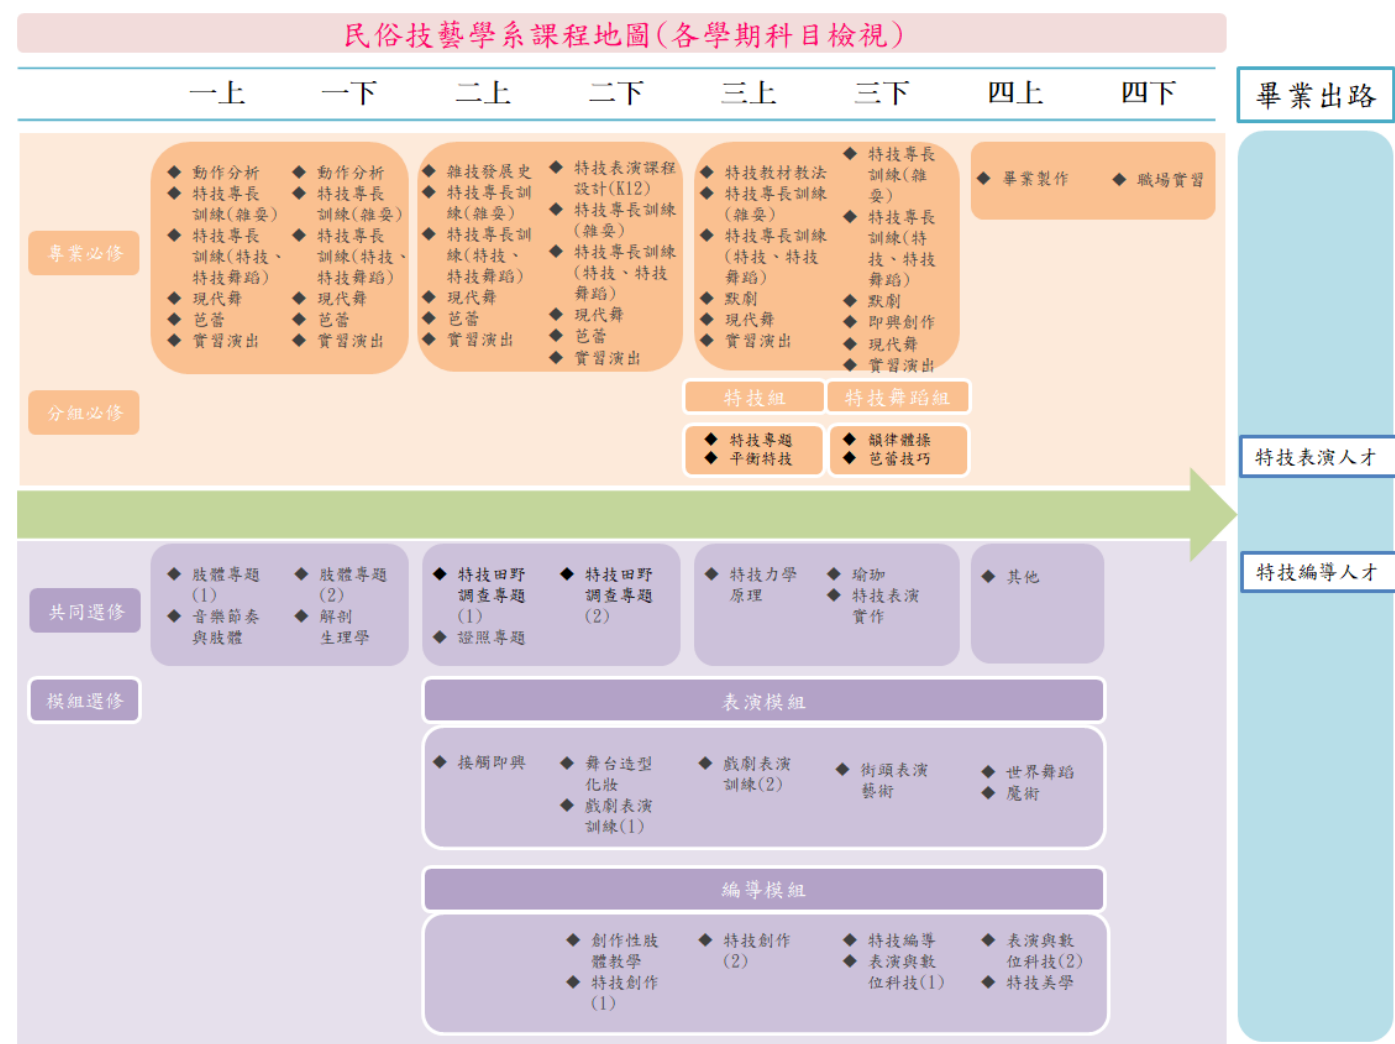 民俗技藝學系課程地圖(各學期科目檢視)
一上
一下
二上
二下
三上
三下
四上
四下
畢業出路
專業必修
◆ 動作分析
◆ 特技專長
訓練(雜耍)
◆ 特技專長
訓練(特技、
特技舞蹈)
◆ 現代舞
◆ 芭蕾
◆ 實習演出
◆ 動作分析
◆ 特技專長
訓練(雜耍)
◆ 特技專長
訓練(特技、
特技舞蹈)
◆ 現代舞
◆ 芭蕾
◆ 實習演出
◆ 雜技發展史
◆ 特技專長訓
練(雜耍)
◆ 特技專長訓
練(特技、
特技舞蹈)
◆ 現代舞
◆ 芭蕾
◆ 實習演出
◆ 特技表演課程
設計(K12)
◆ 特技專長訓練
(雜耍)
◆ 特技專長訓練
(特技、特技
舞蹈)
◆ 現代舞
◆ 芭蕾
◆ 實習演出
◆ 特技教材教法
◆ 特技專長訓練
(雜耍)
◆ 特技專長訓練
(特技、特技
舞蹈)
◆ 默劇
◆ 現代舞
◆ 實習演出
◆ 特技專長
訓練(雜
耍)
◆ 特技專長
訓練(特
技、特技
舞蹈)
◆ 默劇
◆ 即興創作
◆ 現代舞
◆ 實習演出
◆ 畢業製作
◆ 職場實習
分組必修
特技組
特技舞蹈組
◆ 特技專題
◆ 平衡特技
◆ 韻律體操
◆ 芭蕾技巧
特技表演人才
特技編導人才
共同選修
◆ 肢體專題
(1)
◆ 音樂節奏
與肢體
◆ 肢體專題
(2)
◆ 解剖
生理學
◆ 特技田野
調查專題
(1)
◆ 證照專題
◆ 特技田野
調查專題
(2)
◆ 特技力學
原理
◆ 瑜珈
◆ 特技表演
實作
◆ 其他
模組選修
表演模組
◆ 接觸即興
◆ 舞台造型
化妝
◆ 戲劇表演
訓練(1)
◆ 戲劇表演
訓練(2)
◆ 街頭表演
藝術
◆ 世界舞蹈
◆ 魔術
編導模組
◆ 創作性肢
體教學
◆ 特技創作
(1)
◆ 特技創作
(2)
◆ 特技編導
◆ 表演與數
位科技(1)
◆ 表演與數
位科技(2)
◆ 特技美學